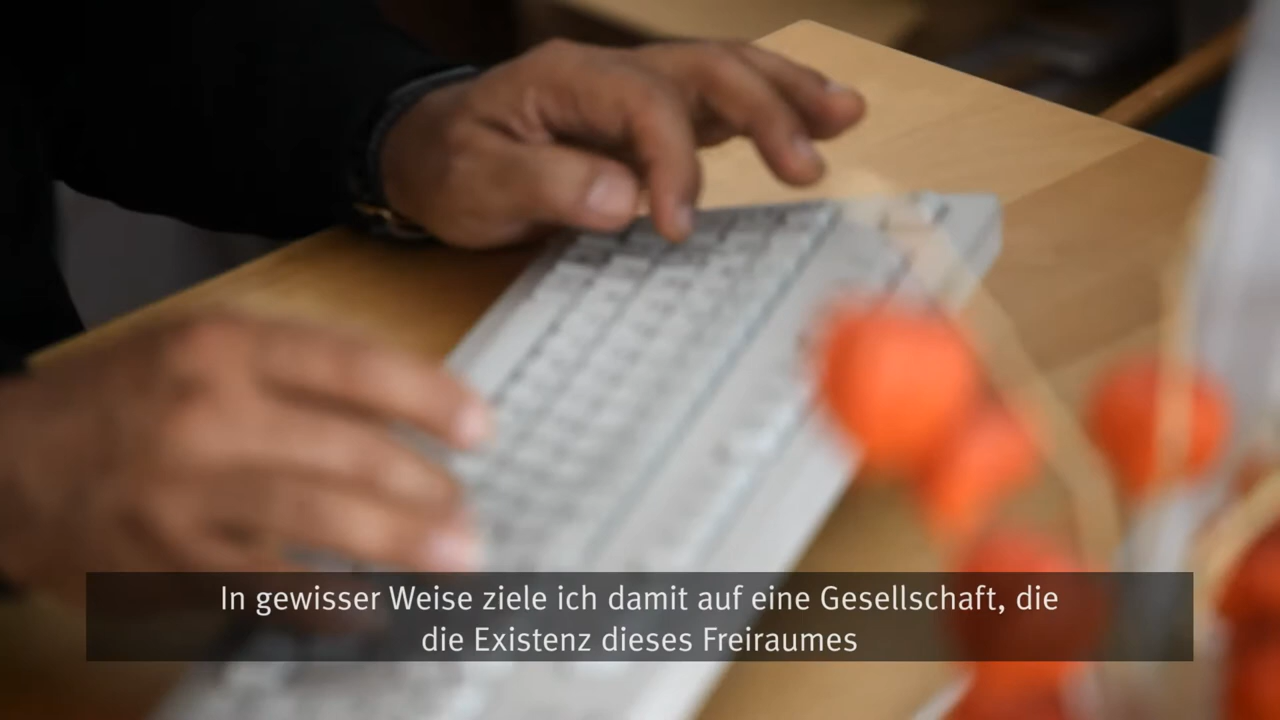 In gewisser Weise ziele ich damit auf eine Gesellschaft, die
die Existenz dieses Freiraumes